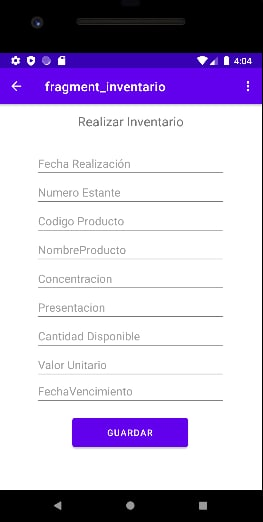 4:04
fragment_inventario
Realizar Inventario
Fecha Realización
Numero Estante
Codigo Producto
NombreProducto
Concentracion
Presentacion
Cantidad Disponible
Valor Unitario
FechaVencimiento
GUARDAR